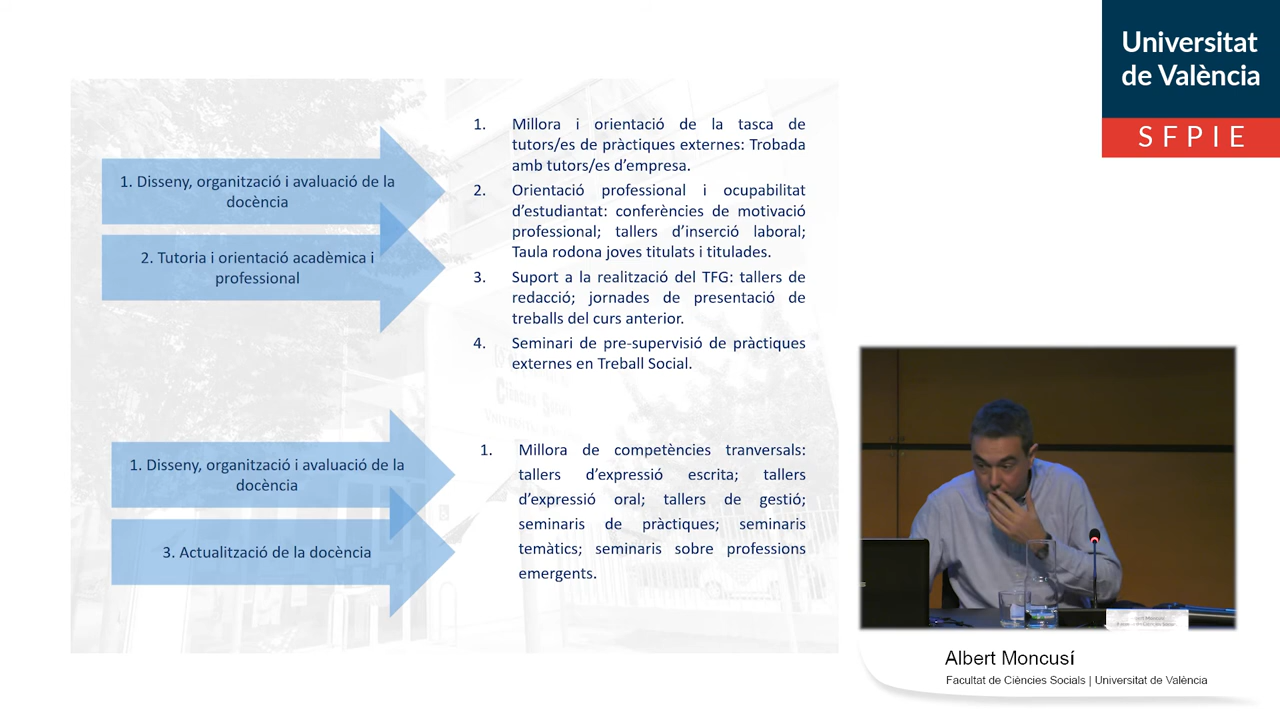 Universitat
de València
SFPIE
1. Disseny, organització i avaluació de la
docència
2. Tutoria i orientació acadèmica i
professional
1. Millora i orientació de la tasca de
tutors/es de pràctiques externes: Trobada
amb tutors/es d'empresa.
2. Orientació professional i ocupabilitat
d'estudiantat: conferències de motivació
professional; tallers d'inserció laboral;
Taula rodona joves titulats i titulades.
3. Suport a la realització del TFG: tallers de
redacció; jornades de presentació de
treballs del curs anterior.
4. Seminari de pre-supervisió de pràctiques
externes en Treball Social.
1. Disseny, organització i avaluació de la
docència
3. Actualització de la docència
1. Millora de competències tranversals:
tallers d'expressió escrita; tallers
d'expressió oral; tallers de gestió;
seminaris de pràctiques; seminaris
temàtics; seminaris sobre professions
emergents.
Albert Moncusí
Facultat de Ciències Socials | Universitat de València